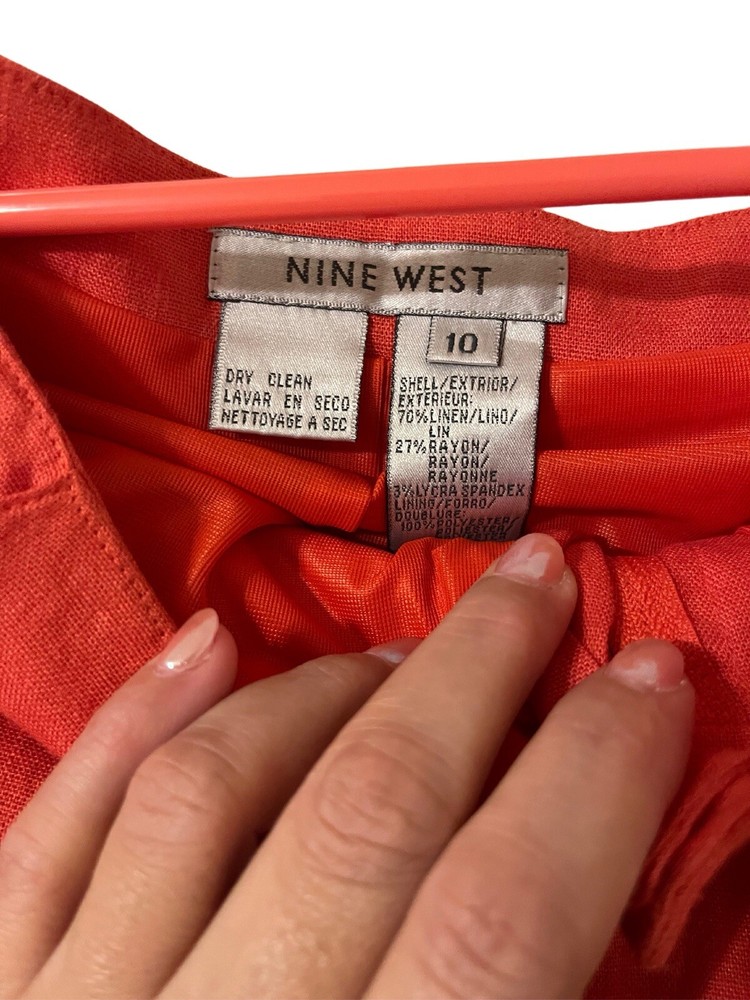 NINE WEST
10
DRY CLEAN
LAVAR EN SECO
NETTOYAGE A SEC
SHELL/EXTRIOR/
EXTERIEUR:
70% LINEN/LINO/
LIN
27% RAYON/
RAYON/
RAYONNE
3% LYCRA SPANDEX
LINING/FORRO/
DOUBLURE:
100% POLYESTER/